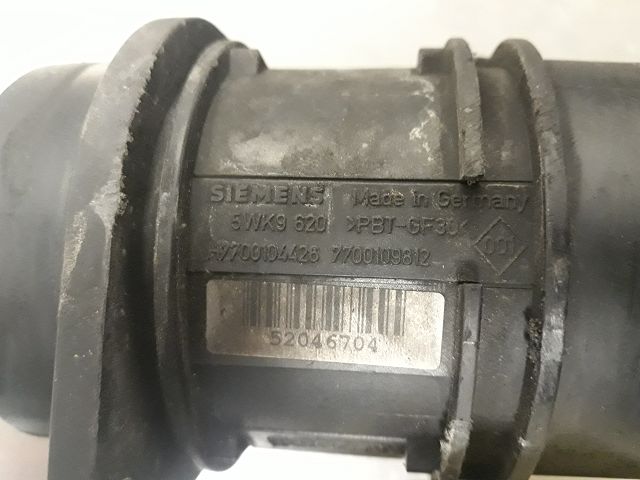 SIEMENS Made in Germany
5WK9 620 >PBT-GF30<
A7700104426 7700109812
001
52046704